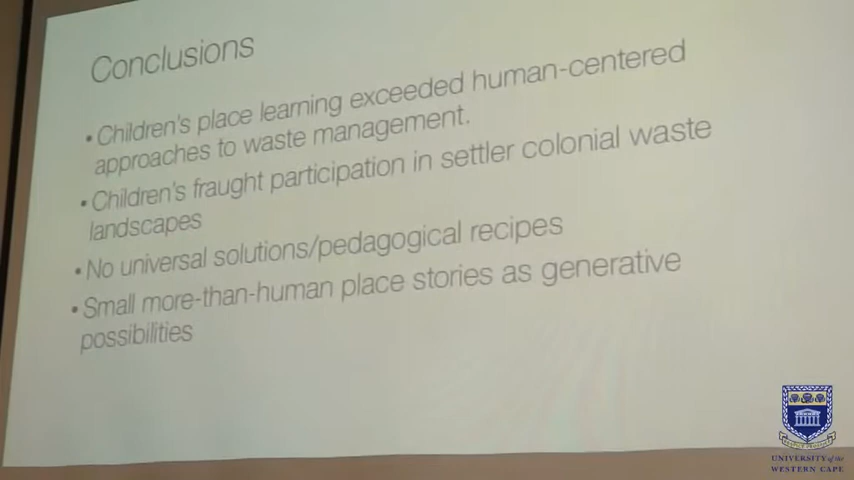 Conclusions
• Children's place learning exceeded human-centered
approaches to waste management.
• Children's fraught participation in settler colonial waste
landscapes
• No universal solutions/pedagogical recipes
• Small more-than-human place stories as generative
possibilities
UNIVERSITY of the
WESTERN CAPE